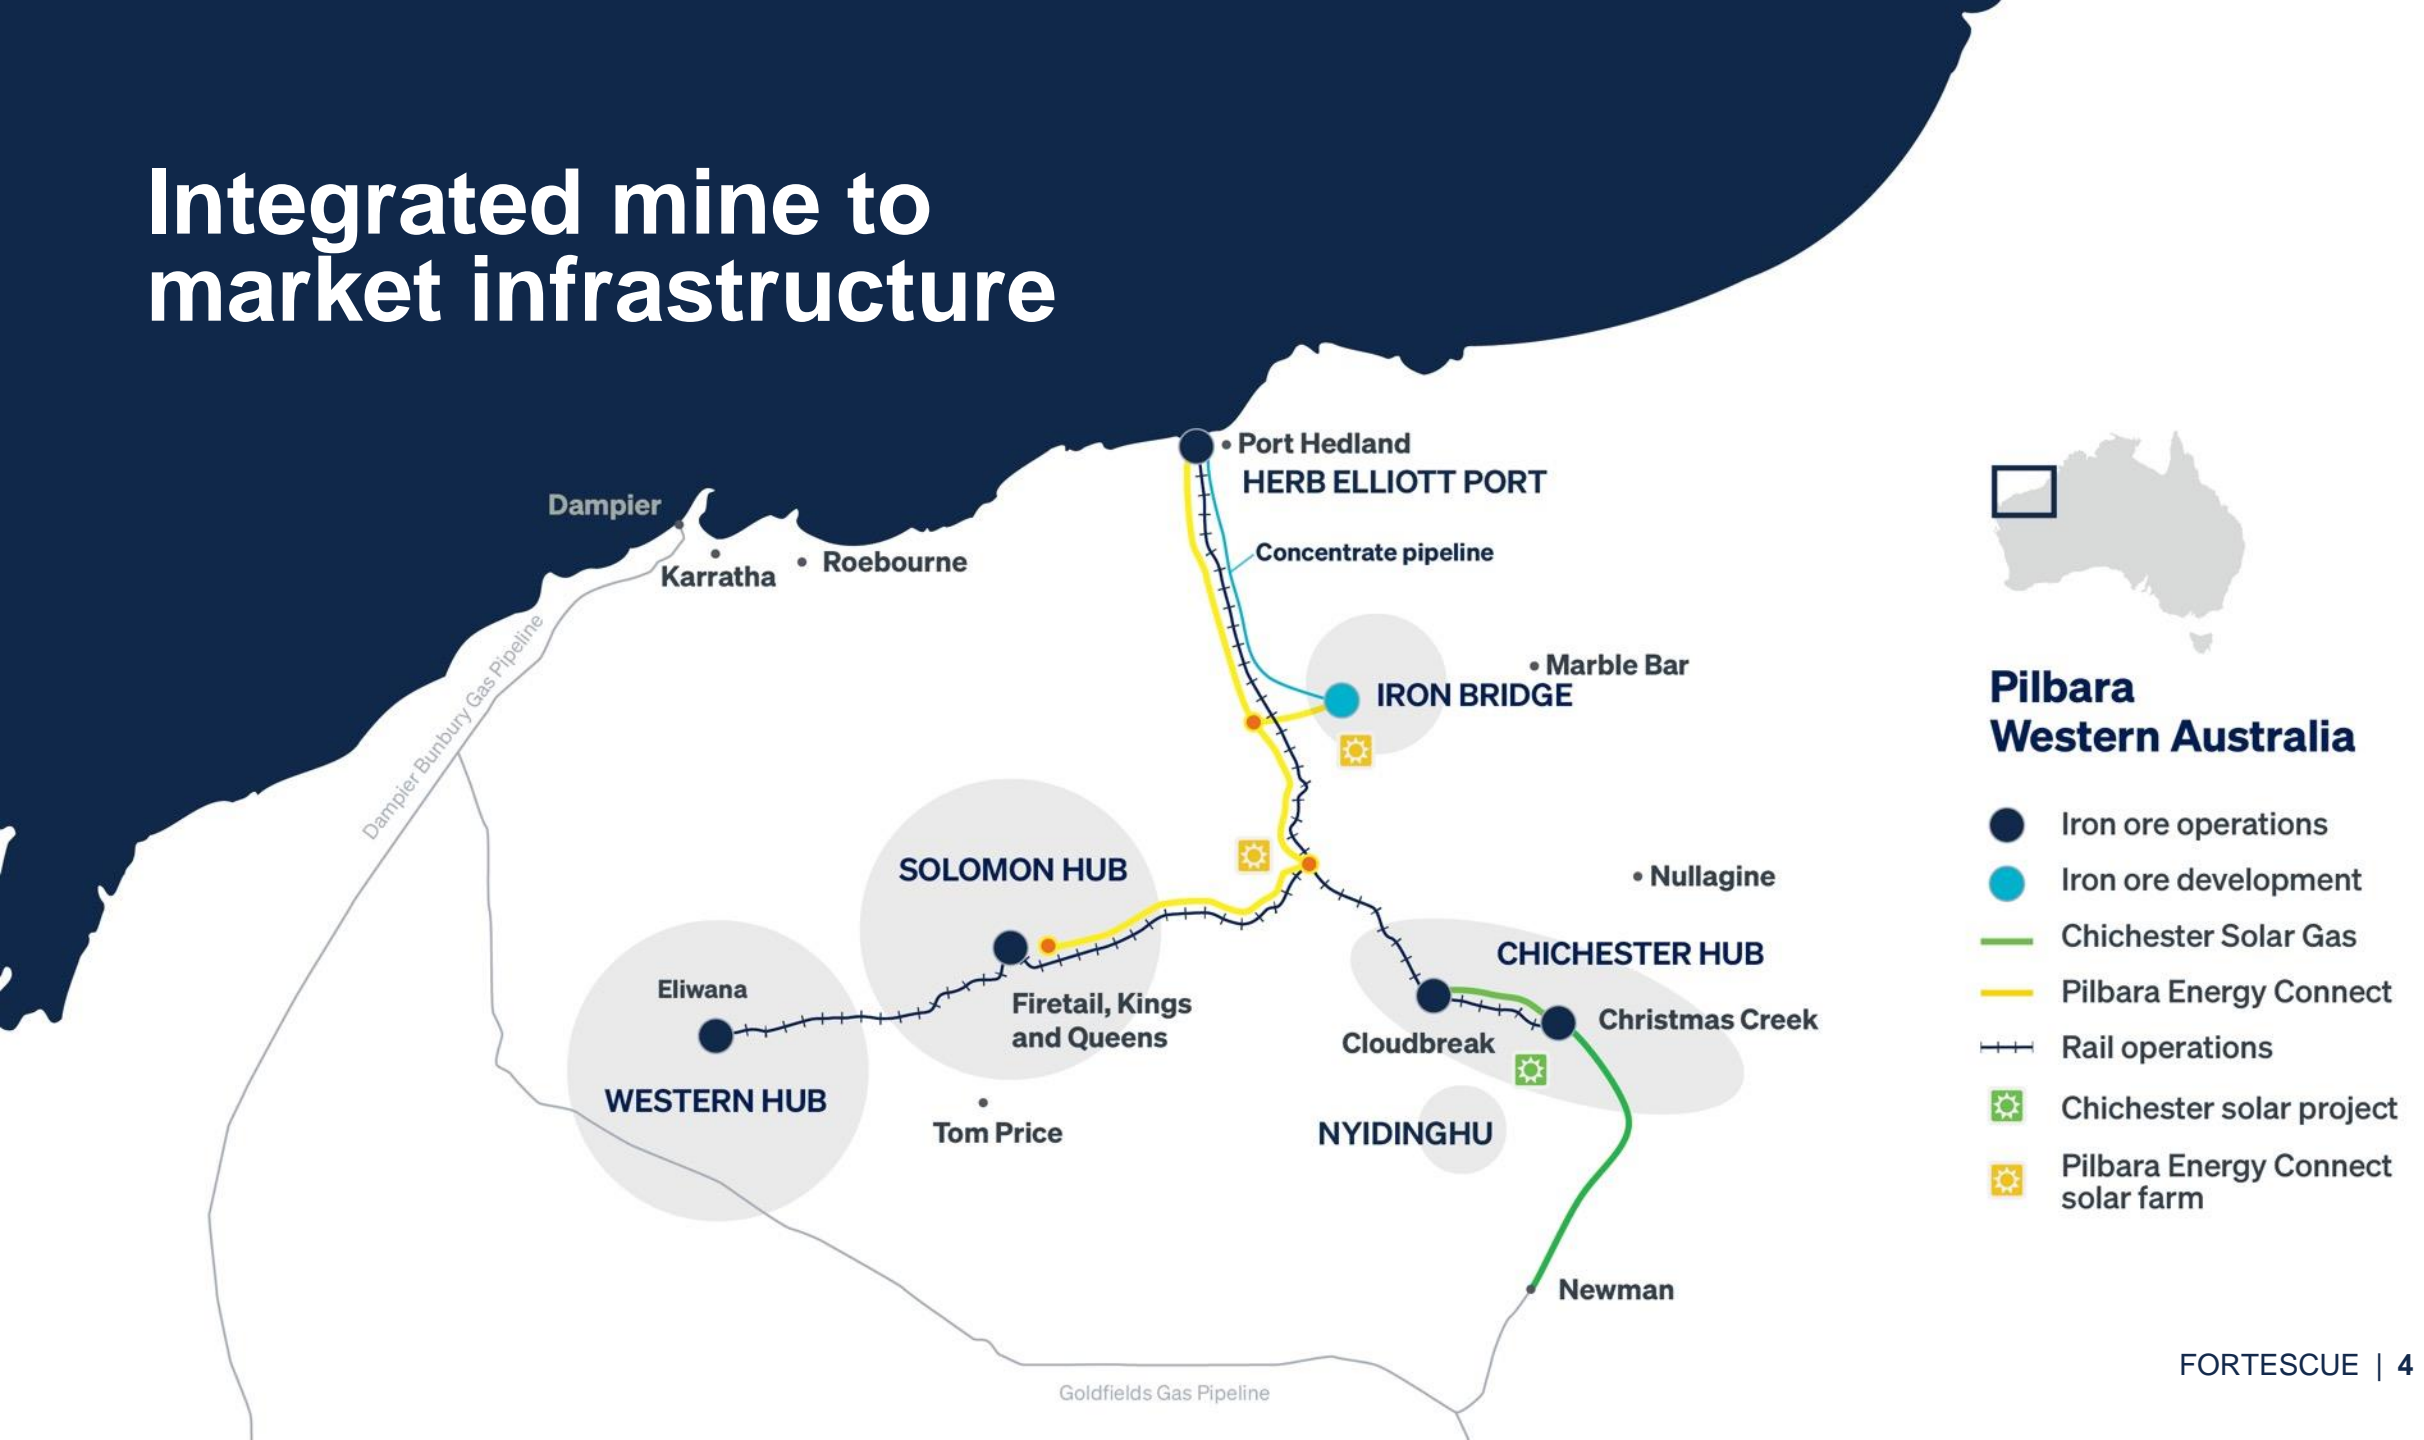 Integrated mine to
market infrastructure
Port Hedland
HERB ELLIOTT PORT
Dampier
Concentrate pipeline
Karratha
Roebourne
Dampier Bunbury Gas Pipeline
Marble Bar
IRON BRIDGE
SOLOMON HUB
Nullagine
CHICHESTER HUB
Eliwana
Firetail, Kings
and Queens
Christmas Creek
Cloudbreak
WESTERN HUB
Tom Price
NYIDINGHU
Newman
Goldfields Gas Pipeline
Pilbara
Western Australia
Iron ore operations
Iron ore development
Chichester Solar Gas
Pilbara Energy Connect
Rail operations
Chichester solar project
Pilbara Energy Connect
solar farm
FORTESCUE | 4